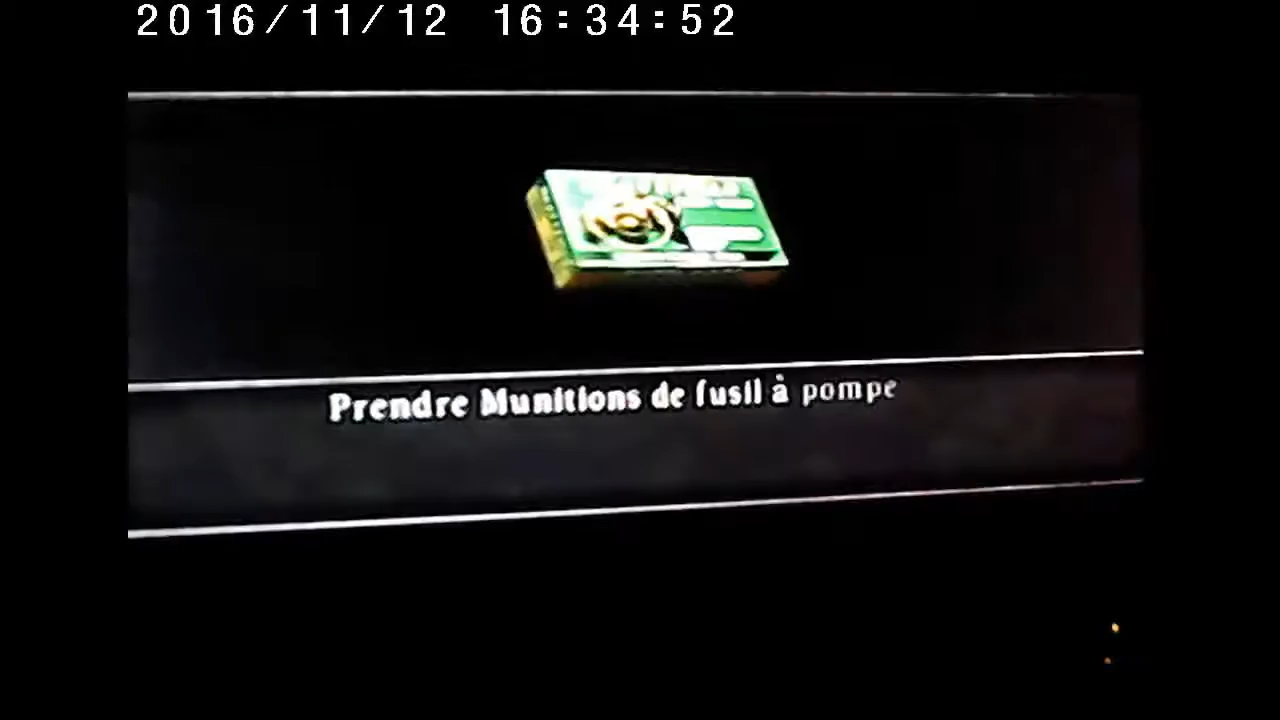 2016/11/12 16:34:52
Prendre Munitions de fusil à pompe